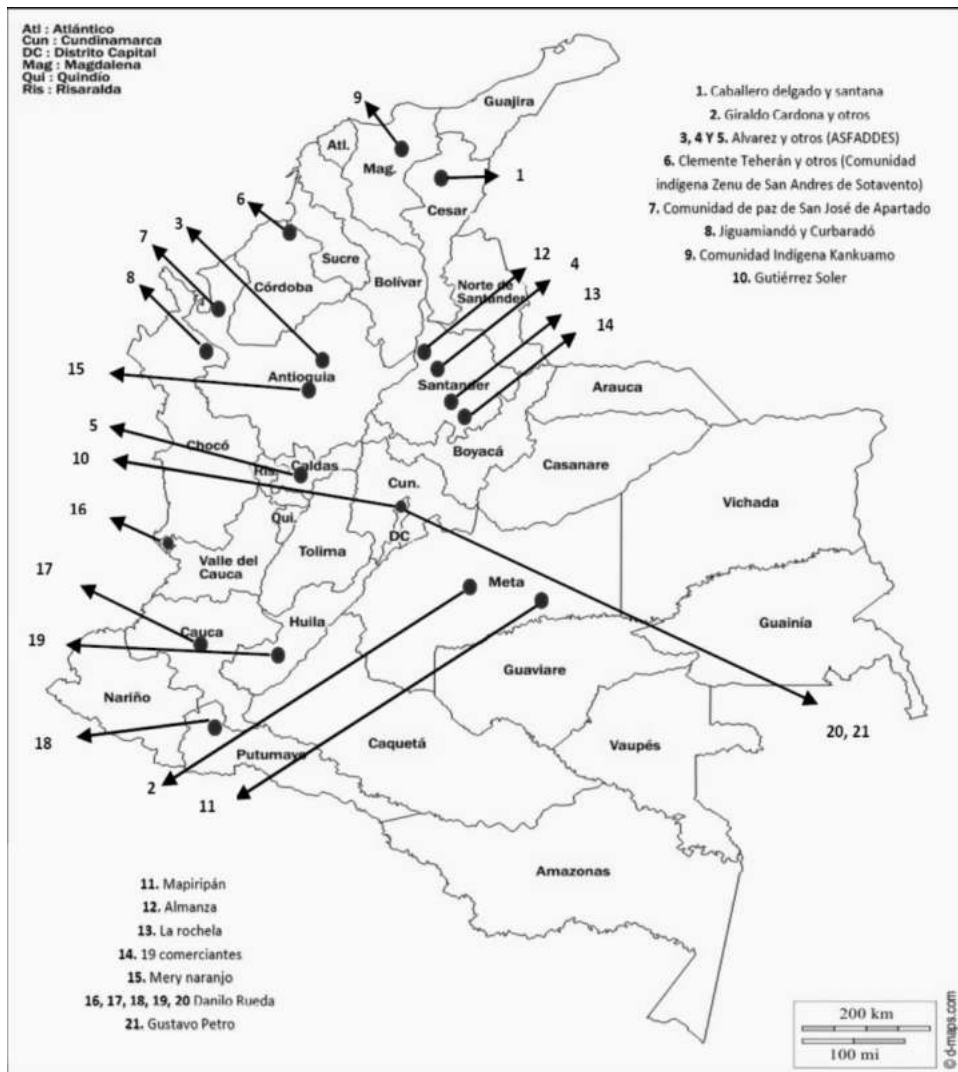 Atl : Atlántico
Cun : Cundinamarca
DC : Distrito Capital
Mag : Magdalena
Qui : Quindío
Ris : Risaralda
1. Caballero delgado y santana
2. Giraldo Cardona y otros
3, 4 Y 5. Alvarez y otros (ASFADDES)
6. Clemente Teherán y otros (Comunidad
indígena Zenu de San Andres de Sotavento)
7. Comunidad de paz de San José de Apartado
8. Jiguamiandó y Curbaradó
9. Comunidad Indígena Kankuamo
10. Gutiérrez Soler
9
Guajira
Atl.
Mag.
1
Cesar
6
3
7
Sucre
12
4
Bolívar
Norte de
Santander
8
Córdoba
13
14
15
Antioquia
Santander
Arauca
5
Chocó
Boyacá
Casanare
10
Ris.
Caldas
Cun.
Vichada
16
Qui.
DC
Tolima
Valle del
Cauca
Meta
17
Huila
Guainía
19
Cauca
Guaviare
Nariño
20, 21
18
Putumayo
Caquetá
Vaupés
2
11
Amazonas
11. Mapiripán
12. Almanza
13. La rochela
14. 19 comerciantes
15. Mery naranjo
16, 17, 18, 19, 20 Danilo Rueda
21. Gustavo Petro
200 km
100 mi
© d-maps.com